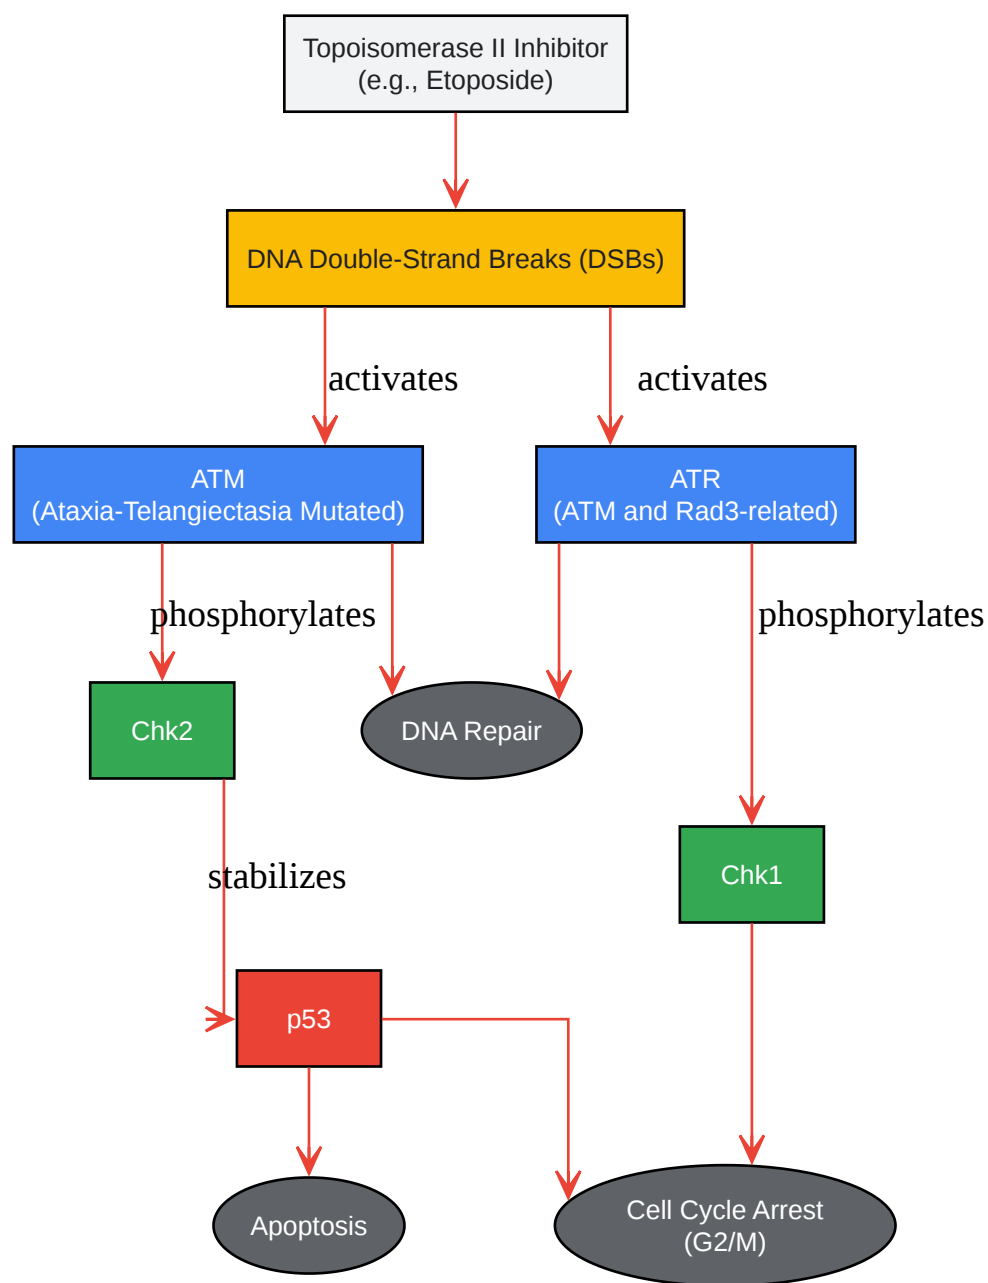 Topoisomerase II Inhibitor
(e.g., Etoposide)
DNA Double-Strand Breaks (DSBs)
activates
activates
ATM
(Ataxia-Telangiectasia Mutated)
ATR
(ATM and Rad3-related)
phosphorylates
phosphorylates
Chk2
DNA Repair
stabilizes
Chk1
p53
Apoptosis
Cell Cycle Arrest
(G2/M)